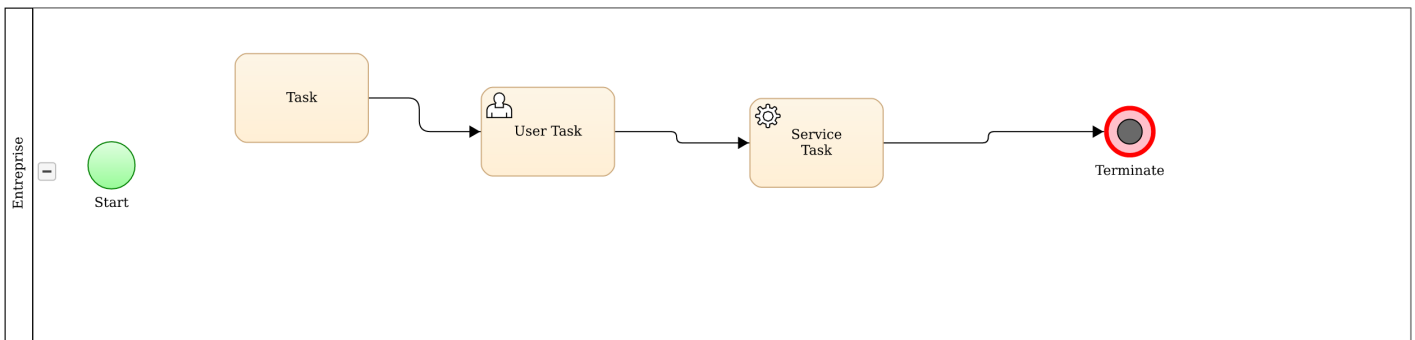 Entreprise
Start
Task
User Task
Service
Task
Terminate